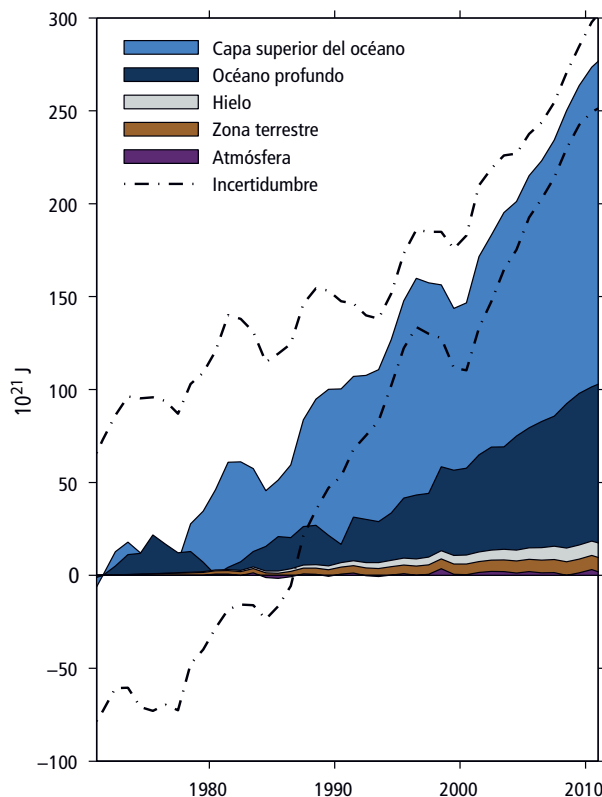 300
250
200
150
100
50
0
−50
−100
10²¹ J
Capa superior del océano
Océano profundo
Hielo
Zona terrestre
Atmósfera
Incertidumbre
1980 1990 2000 2010